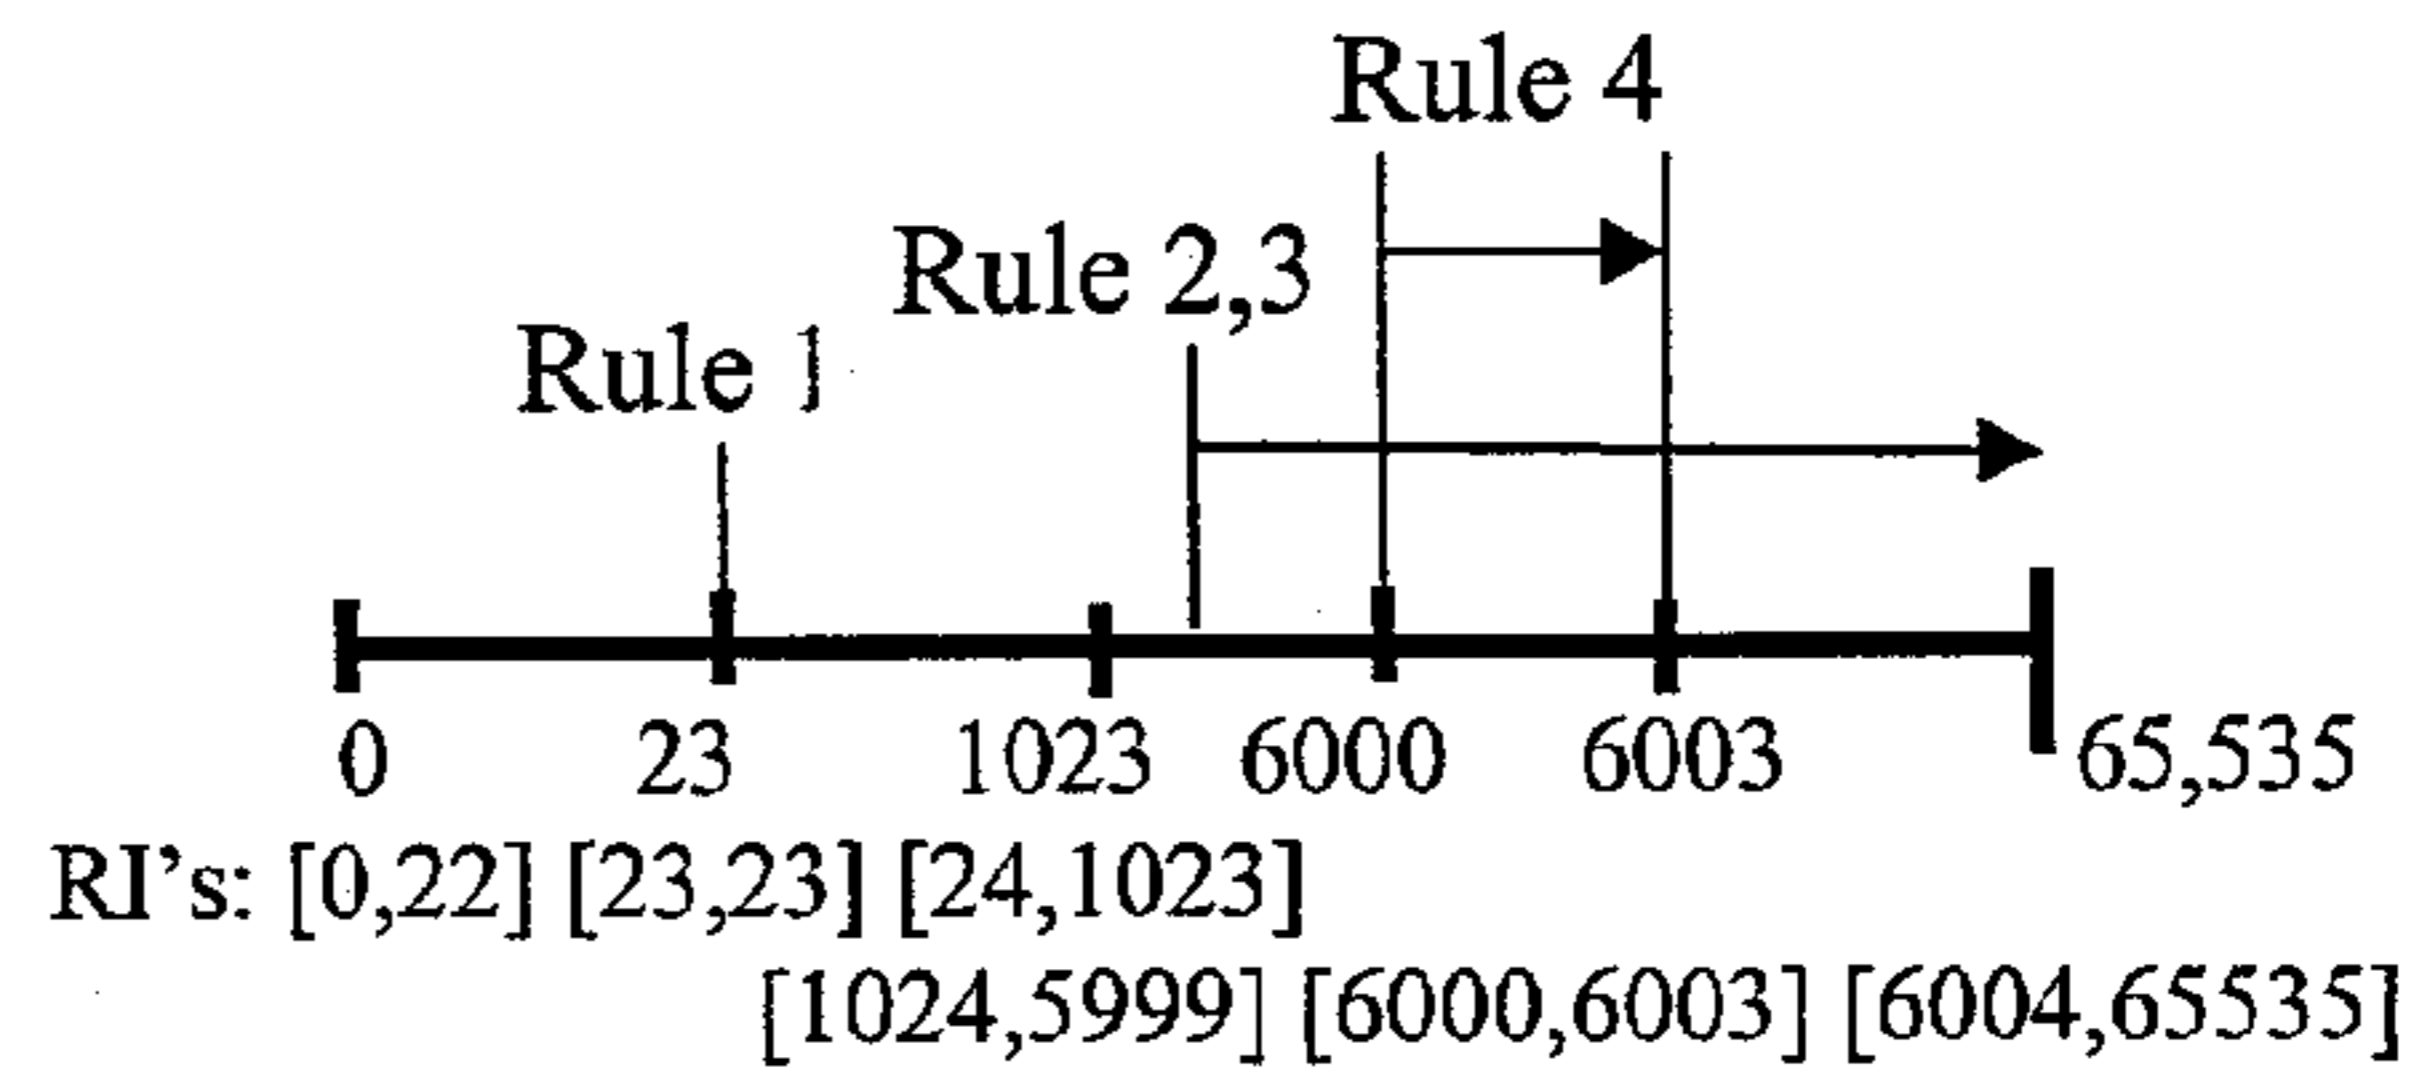 Rule 4
Rule 2,3
Rule 1
0 23 1023 6000 6003 65,535
RI's: [0,22] [23,23] [24,1023]
[1024,5999] [6000,6003] [6004,65535]